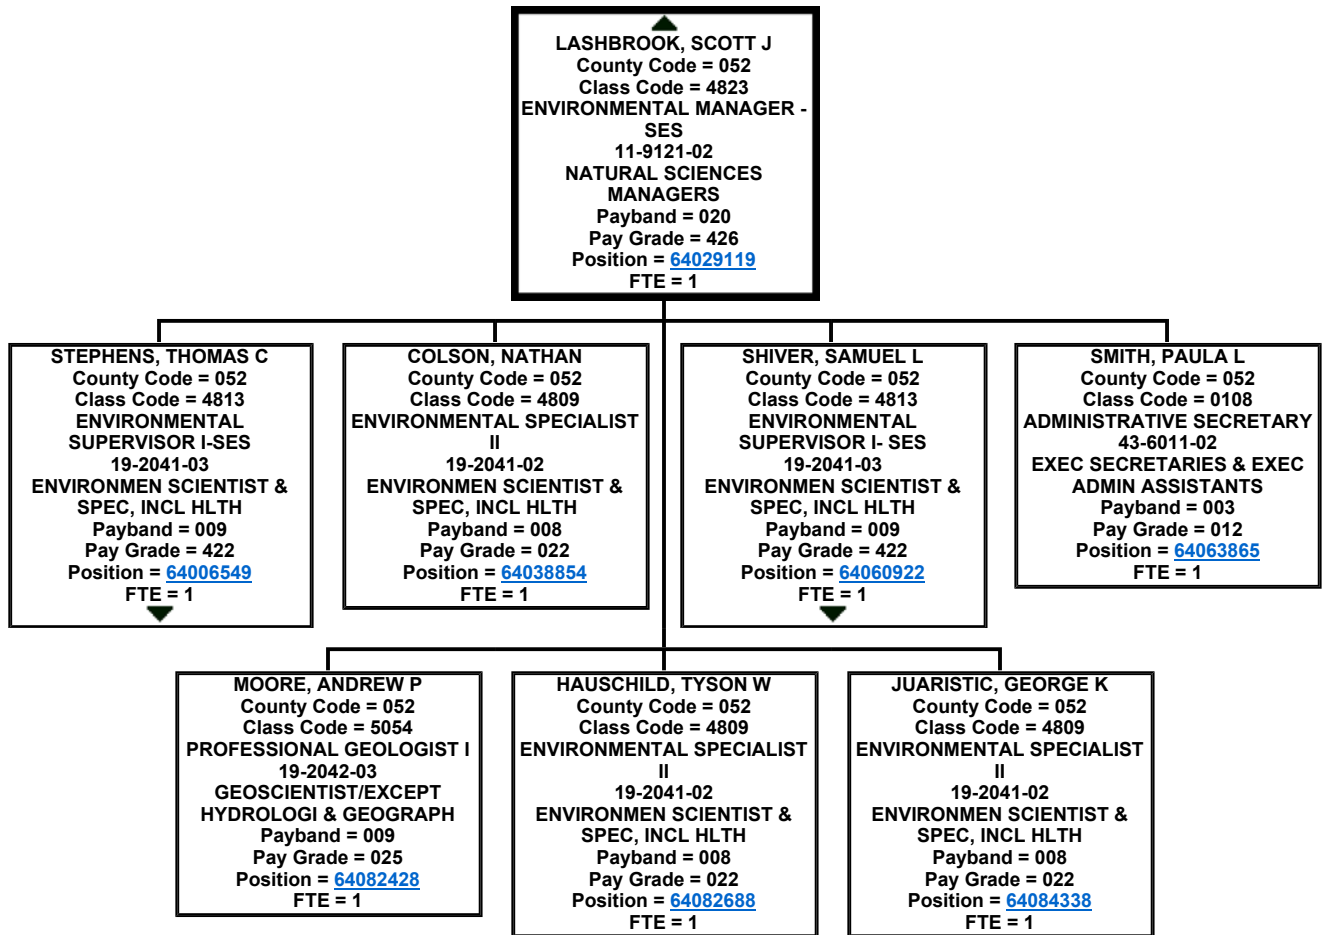 LASHBROOK, SCOTT J
County Code = 052
Class Code = 4823
ENVIRONMENTAL MANAGER -
SES
11-9121-02
NATURAL SCIENCES
MANAGERS
Payband = 020
Pay Grade = 426
Position = 64029119
FTE = 1
STEPHENS, THOMAS C
County Code = 052
Class Code = 4813
ENVIRONMENTAL
SUPERVISOR I-SES
19-2041-03
ENVIRONMEN SCIENTIST &
SPEC, INCL HLTH
Payband = 009
Pay Grade = 422
Position = 64006549
FTE = 1
COLSON, NATHAN
County Code = 052
Class Code = 4809
ENVIRONMENTAL SPECIALIST
II
19-2041-02
ENVIRONMEN SCIENTIST &
SPEC, INCL HLTH
Payband = 008
Pay Grade = 022
Position = 64038854
FTE = 1
SHIVER, SAMUEL L
County Code = 052
Class Code = 4813
ENVIRONMENTAL
SUPERVISOR I- SES
19-2041-03
ENVIRONMEN SCIENTIST &
SPEC, INCL HLTH
Payband = 009
Pay Grade = 422
Position = 64060922
FTE = 1
SMITH, PAULA L
County Code = 052
Class Code = 0108
ADMINISTRATIVE SECRETARY
43-6011-02
EXEC SECRETARIES & EXEC
ADMIN ASSISTANTS
Payband = 003
Pay Grade = 012
Position = 64063865
FTE = 1
MOORE, ANDREW P
County Code = 052
Class Code = 5054
PROFESSIONAL GEOLOGIST I
19-2042-03
GEOSCIENTIST/EXCEPT
HYDROLOGI & GEOGRAPH
Payband = 009
Pay Grade = 025
Position = 64082428
FTE = 1
HAUSCHILD, TYSON W
County Code = 052
Class Code = 4809
ENVIRONMENTAL SPECIALIST
II
19-2041-02
ENVIRONMEN SCIENTIST &
SPEC, INCL HLTH
Payband = 008
Pay Grade = 022
Position = 64082688
FTE = 1
JUARISTIC, GEORGE K
County Code = 052
Class Code = 4809
ENVIRONMENTAL SPECIALIST
II
19-2041-02
ENVIRONMEN SCIENTIST &
SPEC, INCL HLTH
Payband = 008
Pay Grade = 022
Position = 64084338
FTE = 1